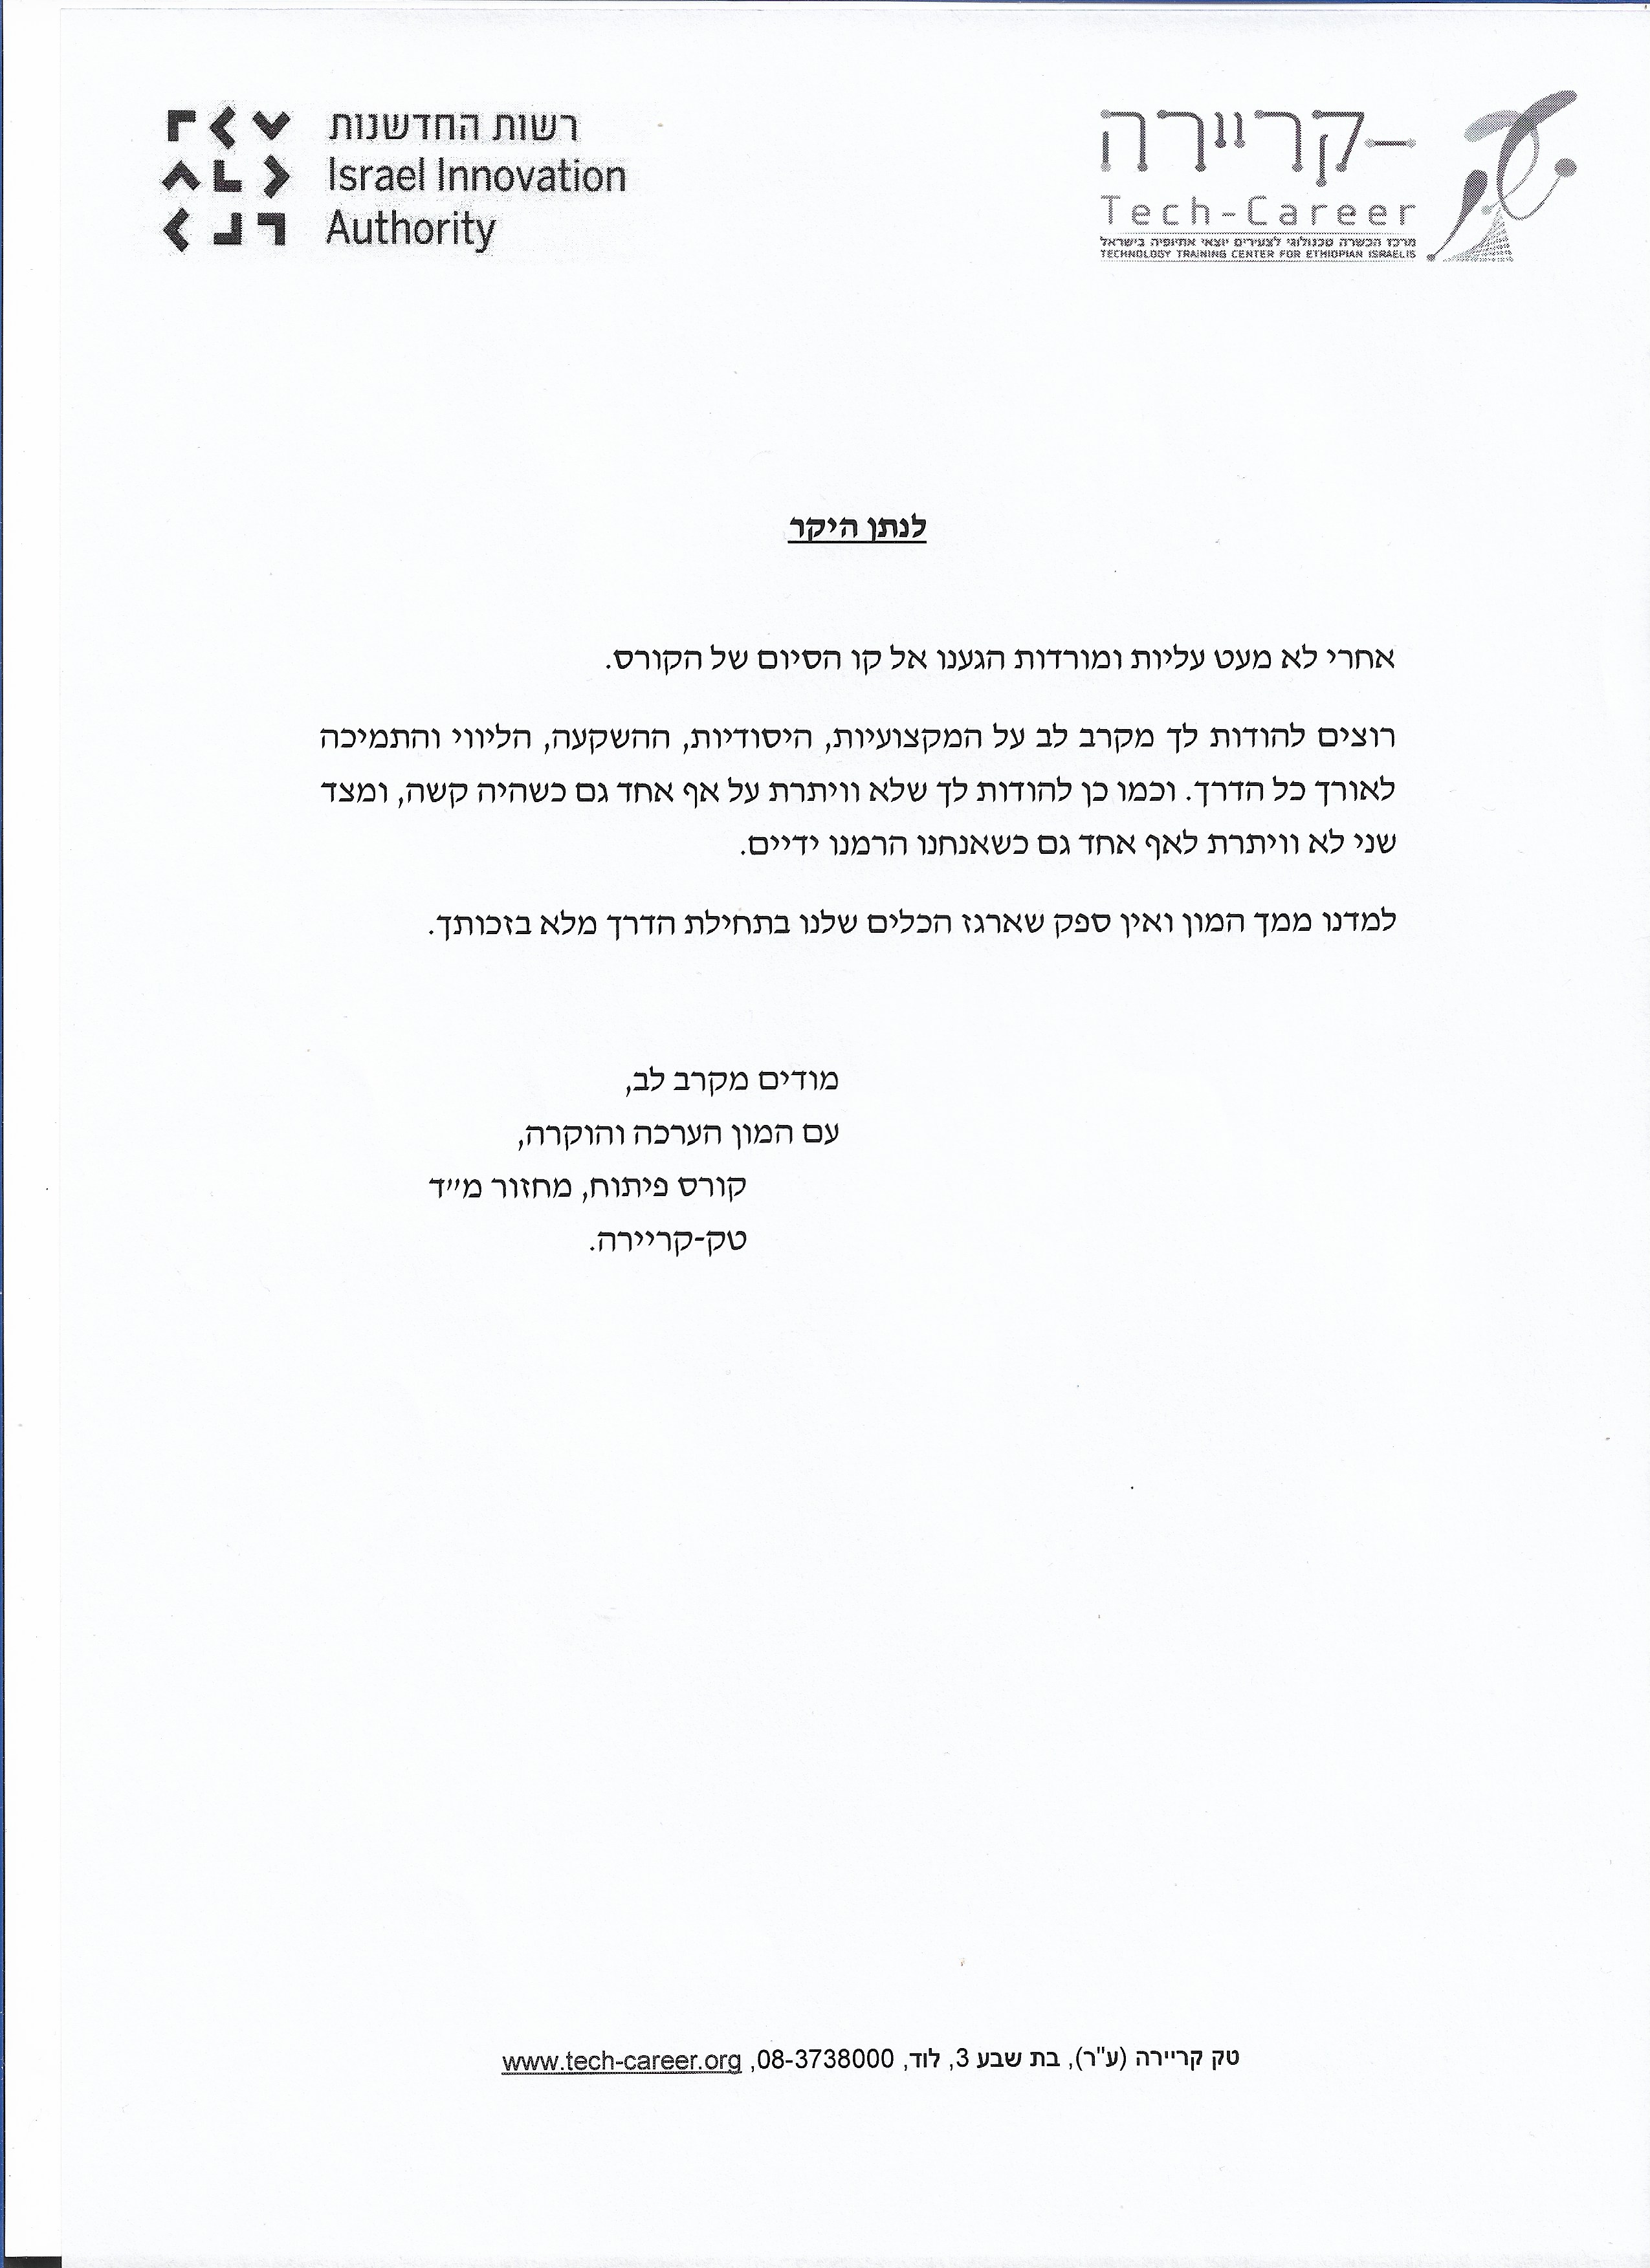 רשות החדשנות
Israel Innovation
Authority
טק-קריירה
Tech-Career
מרכז הכשרה טכנולוגי לצעירים יוצאי אתיופיה בישראל
TECHNOLOGY TRAINING CENTER FOR ETHIOPIAN ISRAELIS
לנתן היקר
אחרי לא מעט עליות ומורדות הגענו אל קו הסיום של הקורס.
רוצים להודות לך מקרב לב על המקצועיות, היסודיות, ההשקעה, הליווי והתמיכה
לאורך כל הדרך. וכמו כן להודות לך שלא וויתרת על אף אחד גם כשהיה קשה, ומצד
שני לא וויתרת לאף אחד גם כשאנחנו הרמנו ידיים.
למדנו ממך המון ואין ספק שארגז הכלים שלנו בתחילת הדרך מלא בזכותך.
מודים מקרב לב,
עם המון הערכה והוקרה,
קורס פיתוח, מחזור מ״ד
טק-קריירה.
טק קריירה (ע"ר), בת שבע 3, לוד, 08-3738000, www.tech-career.org